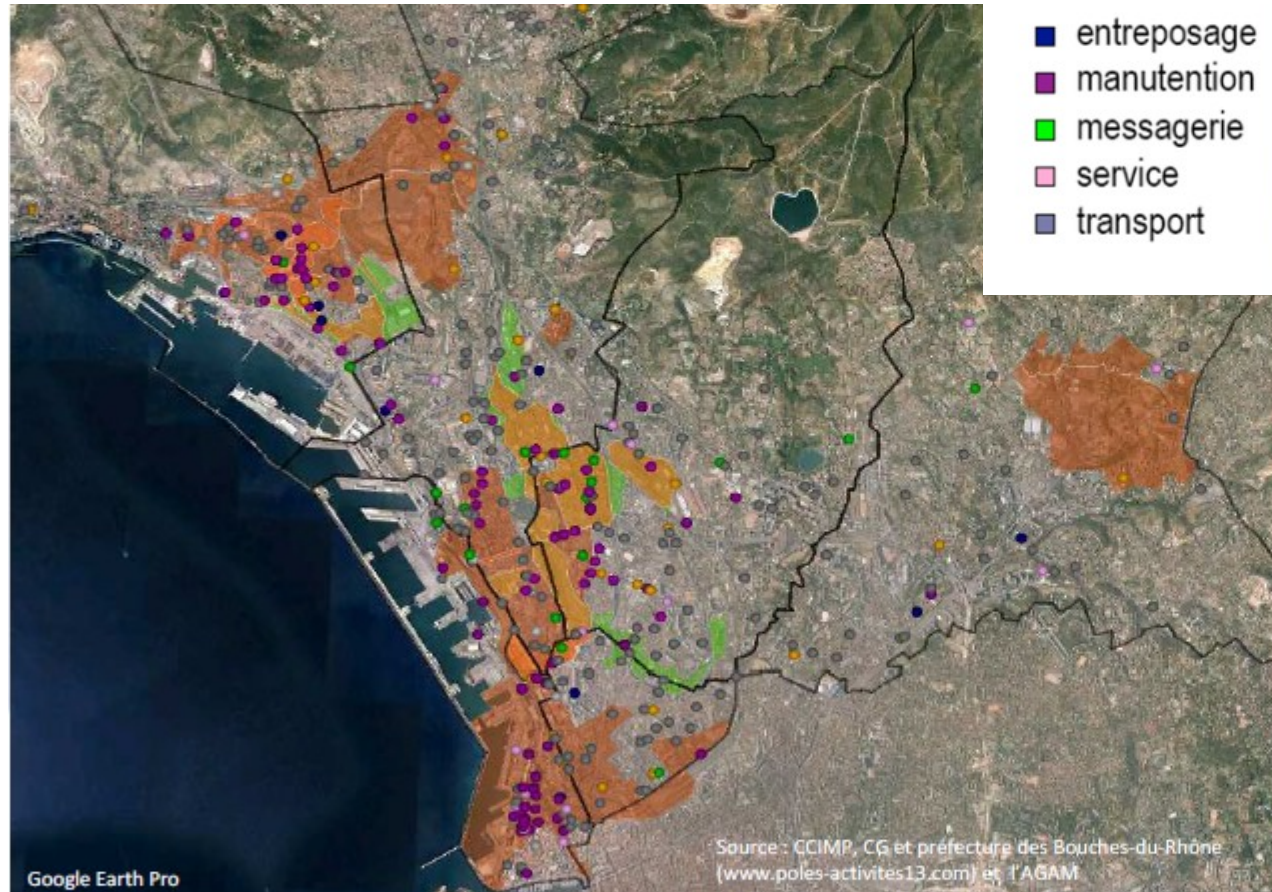 entreposage
manutention
messagerie
service
transport
Source : CCIMP, CG et préfecture des Bouches-du-Rhône
(www.poles-activites13.com) et l'AGAM
Google Earth Pro